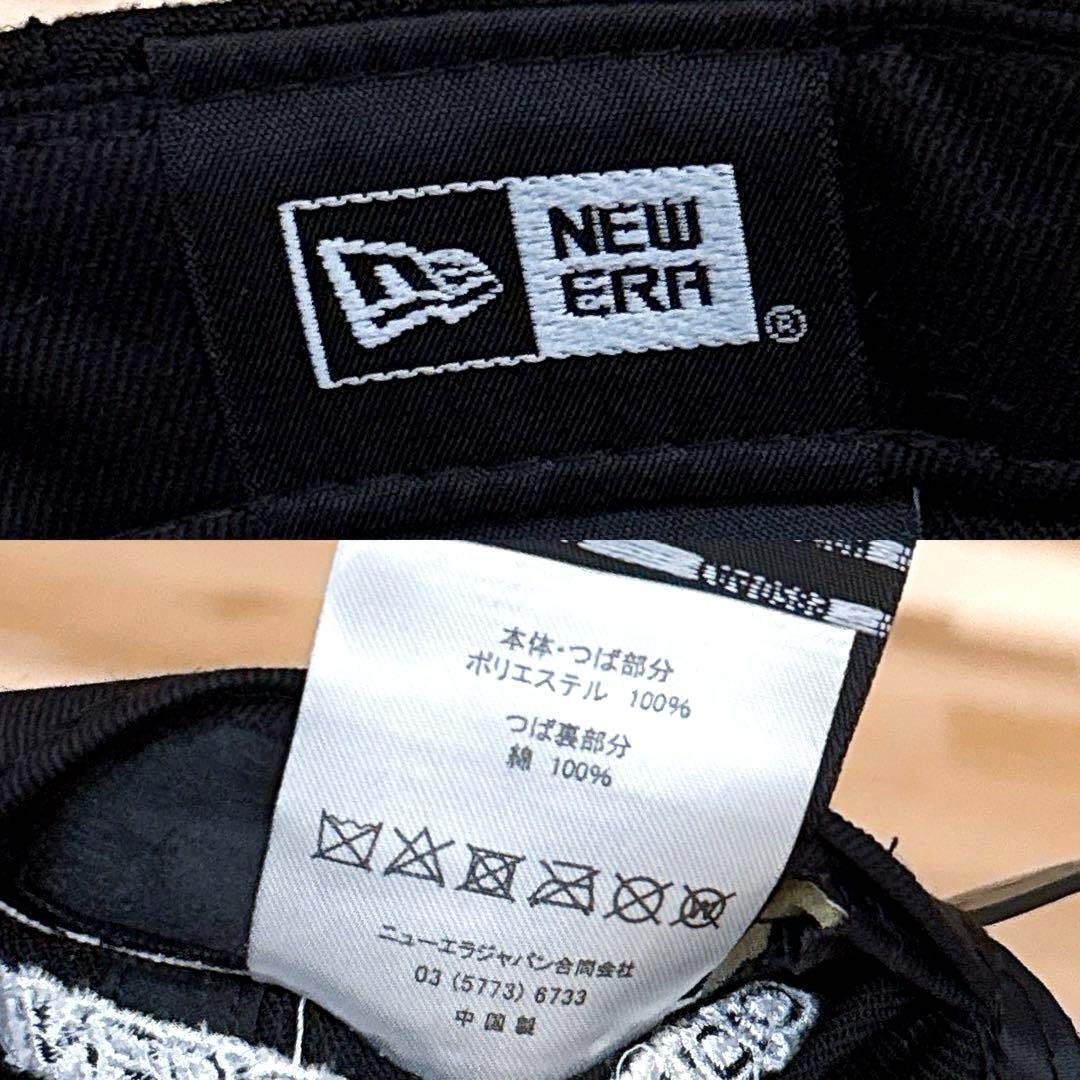 NEW
ERA
®
本体・つば部分
ポリエステル 100%
つば裏部分
綿 100%
ニューエラジャパン合同会社
03 (5773) 6733
中国製